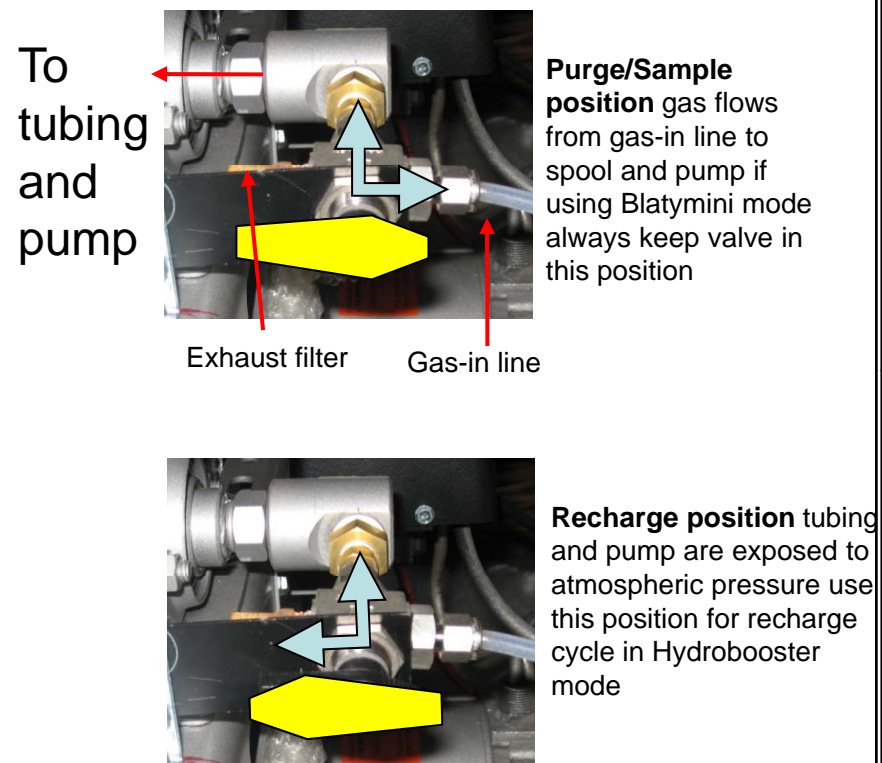 To
tubing
and
pump
Purge/Sample
position gas flows
from gas-in line to
spool and pump if
using Blatymini mode
always keep valve in
this position
Exhaust filter
Gas-in line
Recharge position tubing
and pump are exposed to
atmospheric pressure use
this position for recharge
cycle in Hydrobooster
mode